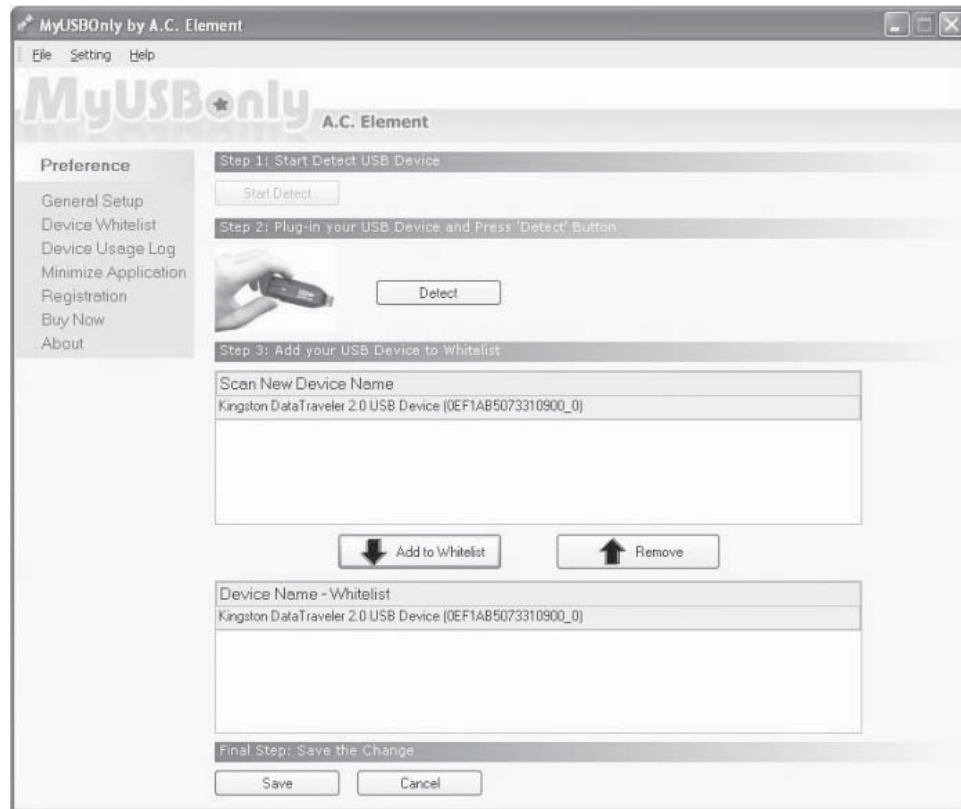 MyUSBOnly by A.C. Element
File Setting Help
MyUSBonly
A.C. Element
Preference
General Setup
Device Whitelist
Device Usage Log
Minimize Application
Registration
Buy Now
About
Step 1: Start Detect USB Device
Start Detect
Step 2: Plug-in your USB Device and Press 'Detect' Button
Detect
Step 3: Add your USB Device to Whitelist
Scan New Device Name
Kingston DataTraveler 2.0 USB Device (0EF1AB5073310900_0)
Add to Whitelist
Remove
Device Name - Whitelist
Kingston DataTraveler 2.0 USB Device (0EF1AB5073310900_0)
Final Step: Save the Change
Save
Cancel